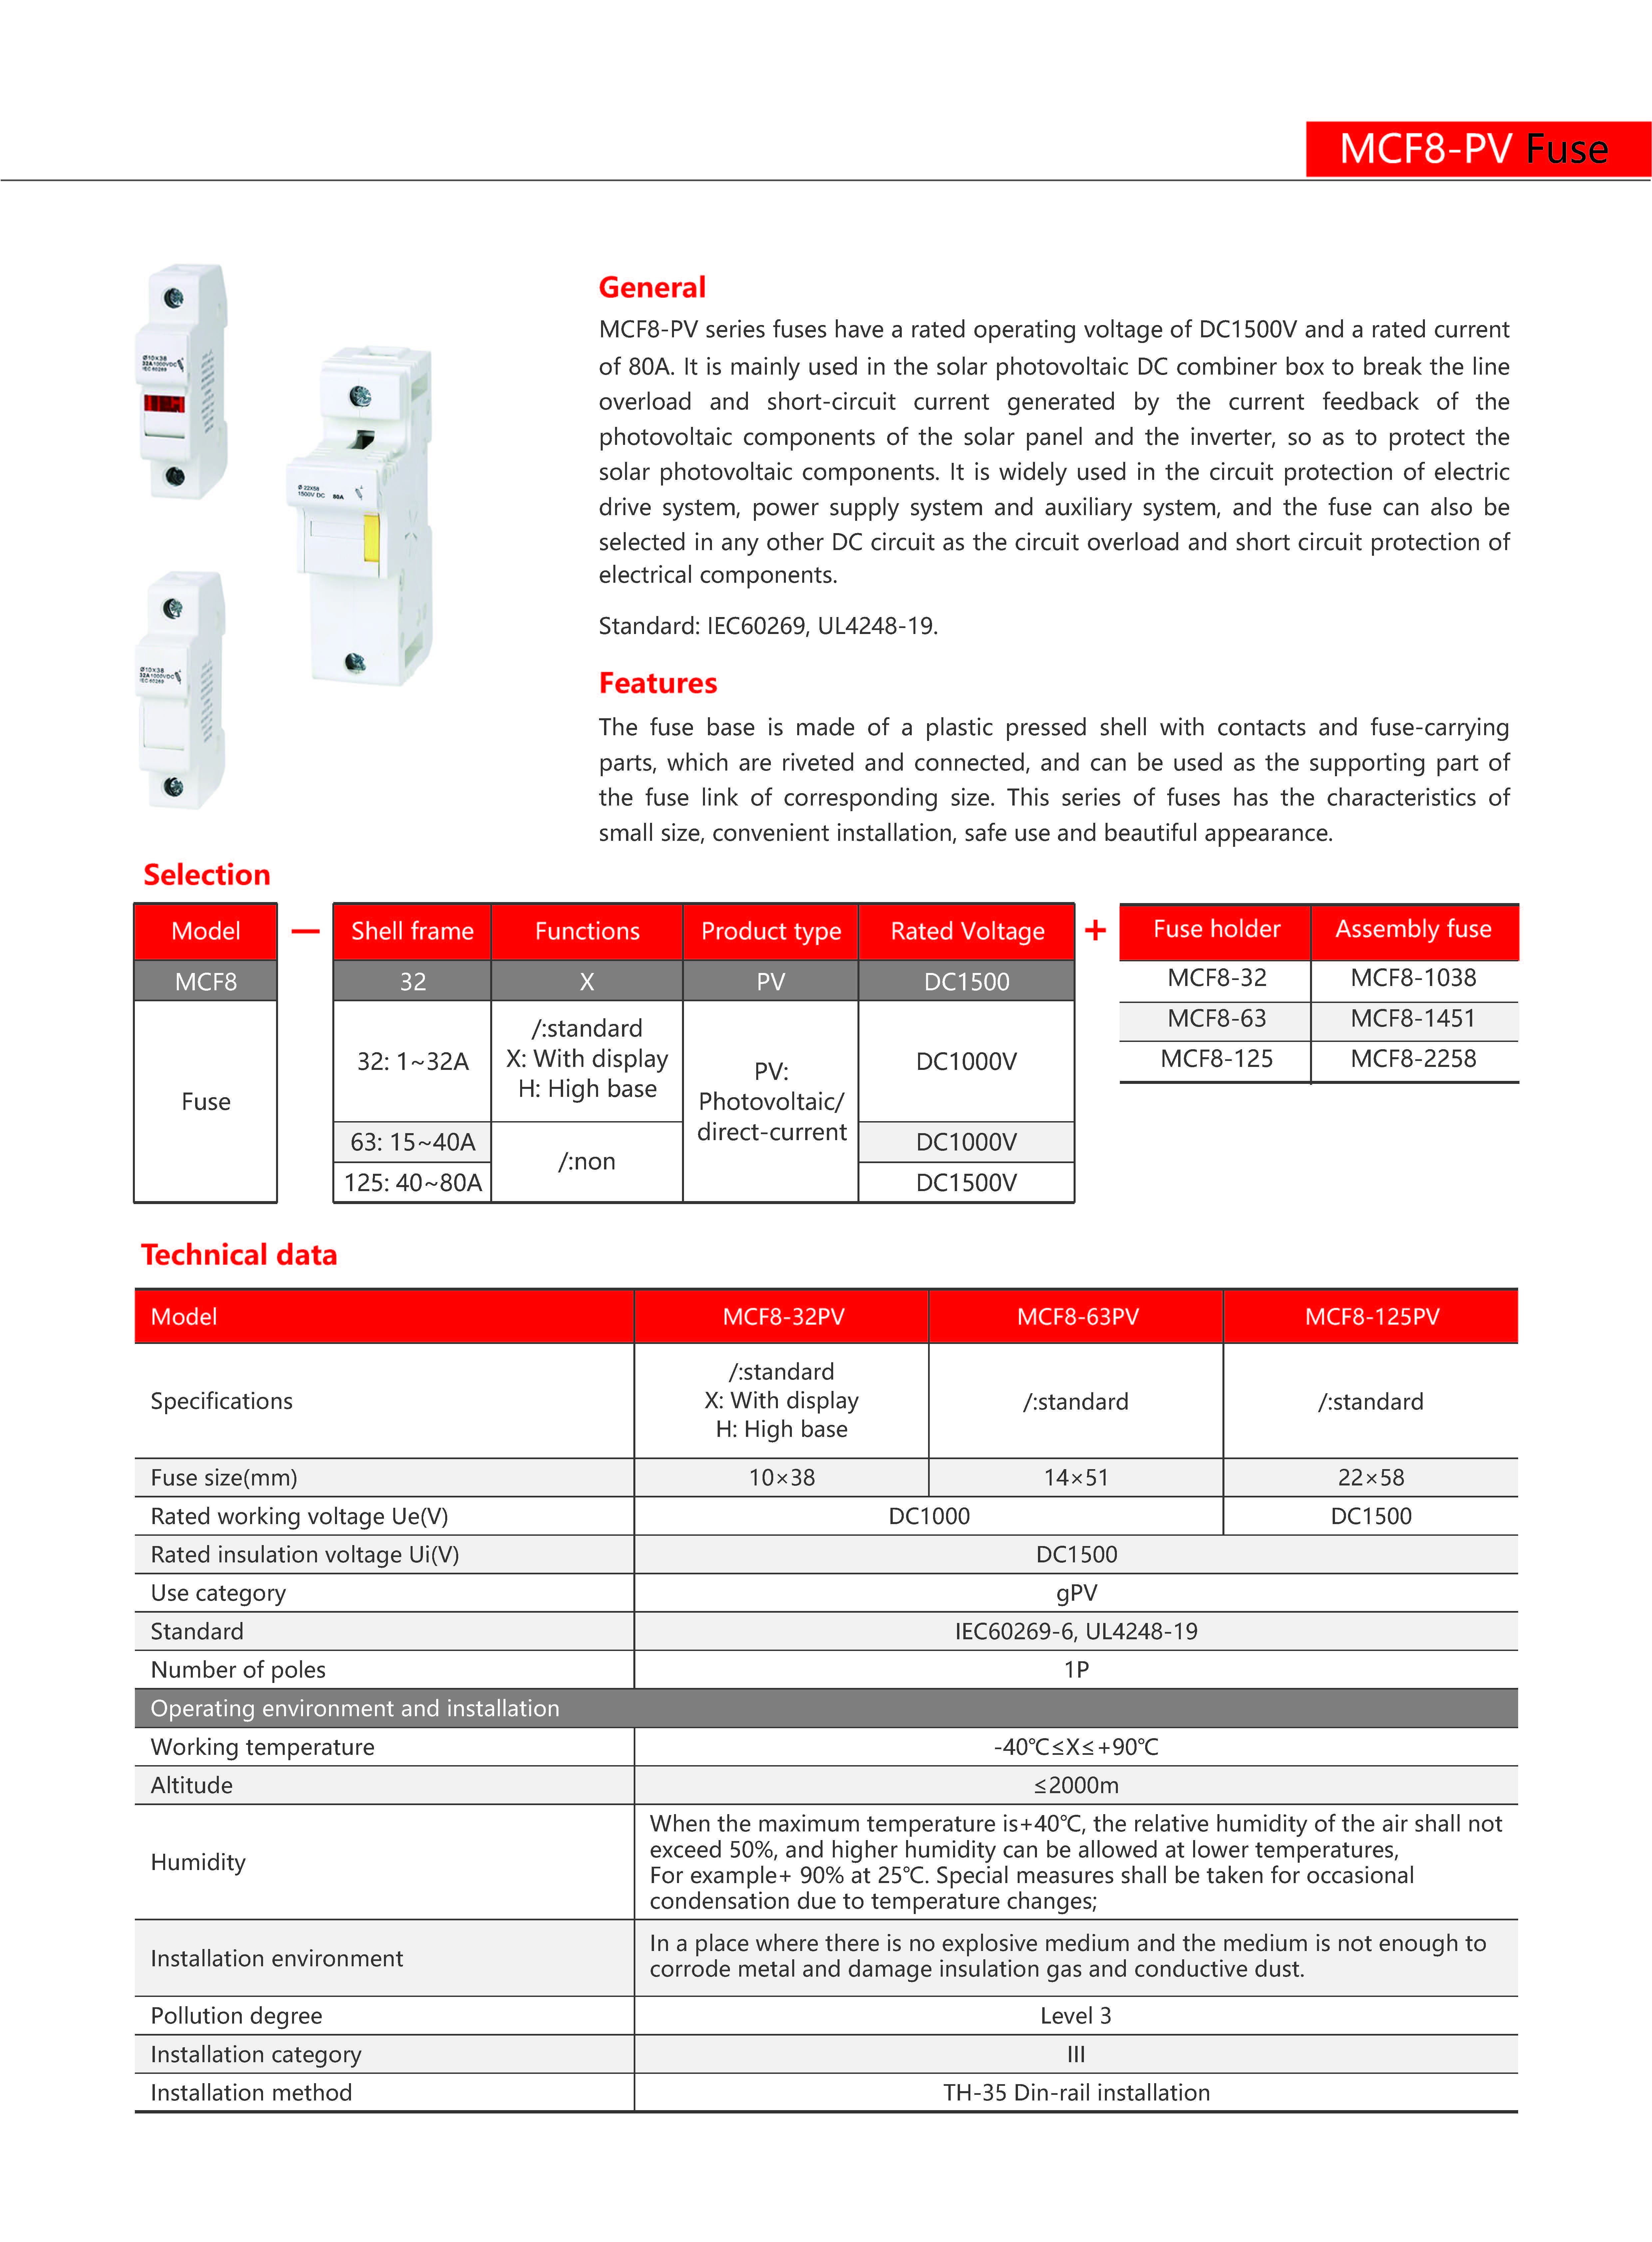 MCF8-PV Fuse
Ø10X38
32A 1000VDC
IEC 60269
Ø 22X58
1500V DC 80A
Ø10X38
32A 1000VDC
IEC 60269
General
MCF8-PV series fuses have a rated operating voltage of DC1500V and a rated current
of 80A. It is mainly used in the solar photovoltaic DC combiner box to break the line
overload and short-circuit current generated by the current feedback of the
photovoltaic components of the solar panel and the inverter, so as to protect the
solar photovoltaic components. It is widely used in the circuit protection of electric
drive system, power supply system and auxiliary system, and the fuse can also be
selected in any other DC circuit as the circuit overload and short circuit protection of
electrical components.
Standard: IEC60269, UL4248-19.
Features
The fuse base is made of a plastic pressed shell with contacts and fuse-carrying
parts, which are riveted and connected, and can be used as the supporting part of
the fuse link of corresponding size. This series of fuses has the characteristics of
small size, convenient installation, safe use and beautiful appearance.
Selection
Model — Shell frame Functions Product type Rated Voltage + Fuse holder Assembly fuse
MCF8 32 X PV DC1500 MCF8-32 MCF8-1038
MCF8-63 MCF8-1451
MCF8-125 MCF8-2258
Fuse
32: 1~32A
/:standard
X: With display
H: High base
PV:
Photovoltaic/
direct-current
DC1000V
63: 15~40A
/:non
DC1000V
125: 40~80A
DC1500V
Technical data
Model MCF8-32PV MCF8-63PV MCF8-125PV
Specifications
/:standard
X: With display
H: High base
/:standard
/:standard
Fuse size(mm) 10×38 14×51 22×58
Rated working voltage Ue(V) DC1000 DC1500
Rated insulation voltage Ui(V) DC1500
Use category gPV
Standard IEC60269-6, UL4248-19
Number of poles 1P
Operating environment and installation
Working temperature -40℃≤X≤+90℃
Altitude ≤2000m
Humidity
When the maximum temperature is+40℃, the relative humidity of the air shall not
exceed 50%, and higher humidity can be allowed at lower temperatures,
For example+ 90% at 25℃. Special measures shall be taken for occasional
condensation due to temperature changes;
Installation environment
In a place where there is no explosive medium and the medium is not enough to
corrode metal and damage insulation gas and conductive dust.
Pollution degree Level 3
Installation category III
Installation method TH-35 Din-rail installation